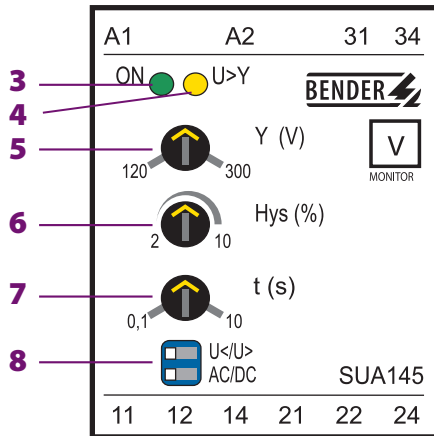 A1 A2 31 34
3 ON U>Y
4
BENDER
5 Y (V)
120 300
V
MONITOR
6 Hys (%)
2 10
7 t (s)
0,1 10
8 U</U>
AC/DC SUA145
11 12 14 21 22 24